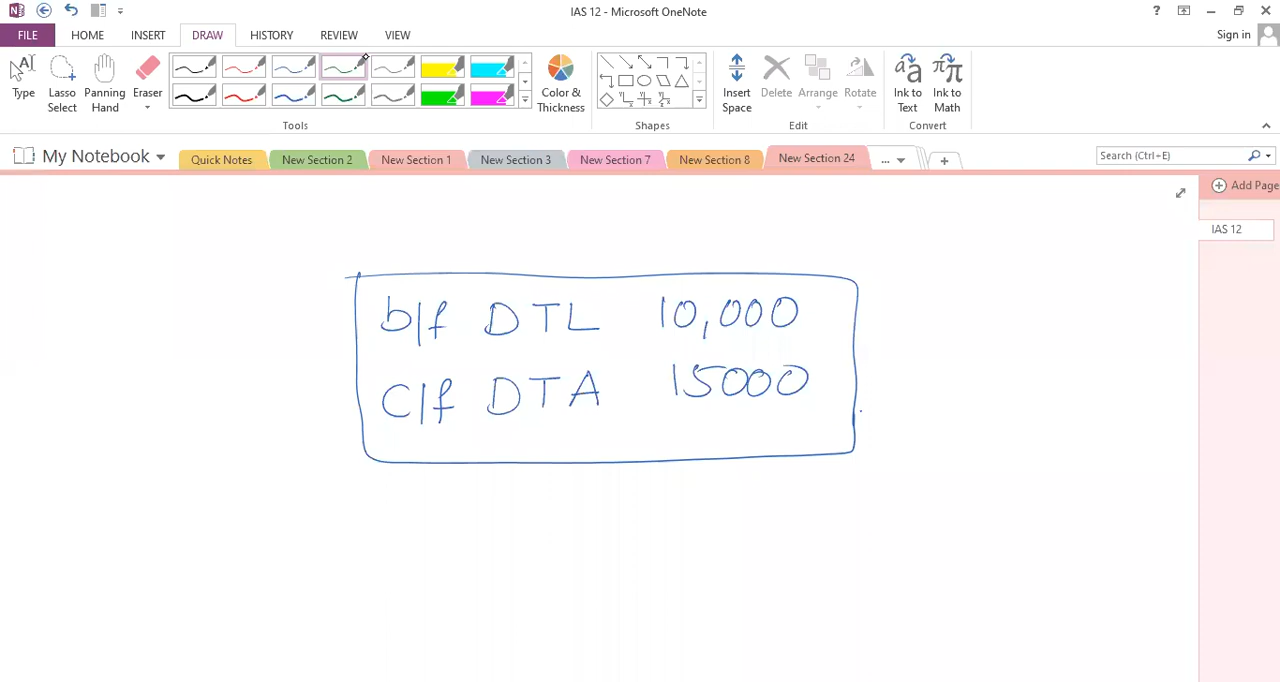 IAS 12 - Microsoft OneNote
?
FILE HOME INSERT DRAW HISTORY REVIEW VIEW
Sign in
Type
Lasso Select
Panning Hand
Eraser
Color & Thickness
Insert Space
Delete
Arrange
Rotate
Ink to Text
Ink to Math
Tools
Shapes
Edit
Convert
My Notebook
Quick Notes
New Section 2
New Section 1
New Section 3
New Section 7
New Section 8
New Section 24
...
Search (Ctrl+E)
Add Page
IAS 12
b/f DTL 10,000
c/f DTA 15000